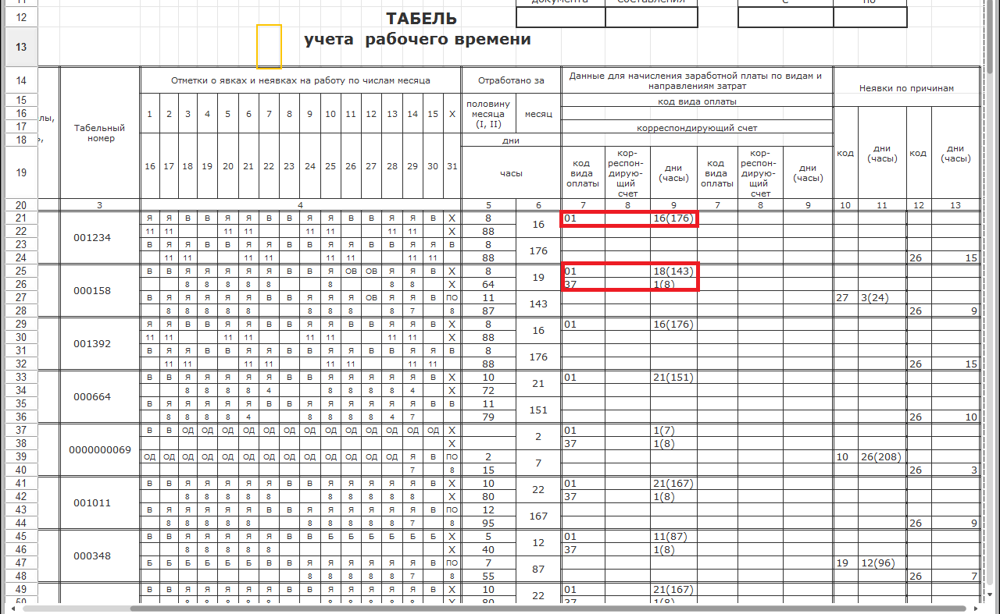 11 документа составления с по
12 ТАБЕЛЬ
13 учета рабочего времени
14 Отметки о явках и неявках на работу по числам месяца Отработано за Данные для начисления заработной платы по видам и направлениям затрат Неявки по причинам
15 код вида оплаты
16 лы, Табельный номер 1 2 3 4 5 6 7 8 9 10 11 12 13 14 15 X половину месяца (I, II) месяц
17 корреспондирующий счет
18 дни
19 16 17 18 19 20 21 22 23 24 25 26 27 28 29 30 31 часы код вида оплаты кор-респон-дирую-щий счет дни (часы) код вида оплаты кор-респон-дирую-щий счет дни (часы) код дни (часы) код дни (часы)
20 3 4 5 6 7 8 9 7 8 9 10 11 12 13
21 001234 Я Я В В Я Я В В Я Я В В Я Я В X 8 16 01 16(176)
22 11 11 11 11 11 11 11 11 X 88
23 В Я Я В В Я Я В В Я Я В В Я Я В 8 176
24 11 11 11 11 11 11 11 11 88 26 15
25 000158 В В Я Я Я Я Я В В Я ОВ ОВ Я Я В X 8 19 01 18(143)
26 8 8 8 8 8 8 8 8 X 64 37 1(8)
27 В Я Я Я Я Я В В Я Я Я ОВ Я Я В ПО 11 143 27 3(24)
28 8 8 8 8 8 8 8 8 8 7 8 87 26 9
29 001392 Я Я В В Я Я В В Я Я В В Я Я В X 8 16 01 16(176)
30 11 11 11 11 11 11 11 11 X 88
31 В Я Я В В Я Я В В Я Я В В Я Я В 8 176
32 11 11 11 11 11 11 11 11 88 26 15
33 000664 В В Я Я Я Я Я В В Я Я Я Я Я В X 10 21 01 21(151)
34 8 8 8 8 4 8 8 8 8 4 X 72
35 В Я Я Я Я Я В В Я Я Я Я Я Я В В 11 151
36 8 8 8 8 4 8 8 8 8 4 7 79 26 10
37 0000000069 В В ОД ОД ОД ОД ОД ОД ОД ОД ОД ОД ОД ОД ОД X 2 01 1(7)
38 X 37 1(8)
39 ОД ОД ОД ОД ОД ОД ОД ОД ОД ОД ОД ОД ОД Я В ПО 2 7 10 26(208)
40 7 8 15 26 3
41 001011 В В Я Я Я Я Я В В Я Я Я Я Я В X 10 22 01 21(167)
42 8 8 8 8 8 8 8 8 8 8 X 80 37 1(8)
43 В Я Я Я Я Я В В Я Я Я Я Я Я В ПО 12 167
44 8 8 8 8 8 8 8 8 8 8 7 8 95 26 9
45 000348 В В Я Я Я Я Я В В Б Б Б Б Б Б X 5 12 01 11(87)
46 8 8 8 8 8 X 40 37 1(8)
47 Б Б Б Б Б Б В В Я Я Я Я Я Я В ПО 7 87 19 12(96)
48 8 8 8 8 8 7 8 55 26 7
49 В В Я Я Я Я Я В В Я Я Я Я Я В X 10 22 01 21(167)
50 8 8 8 8 8 8 8 8 8 8 X 80 37 1(8)